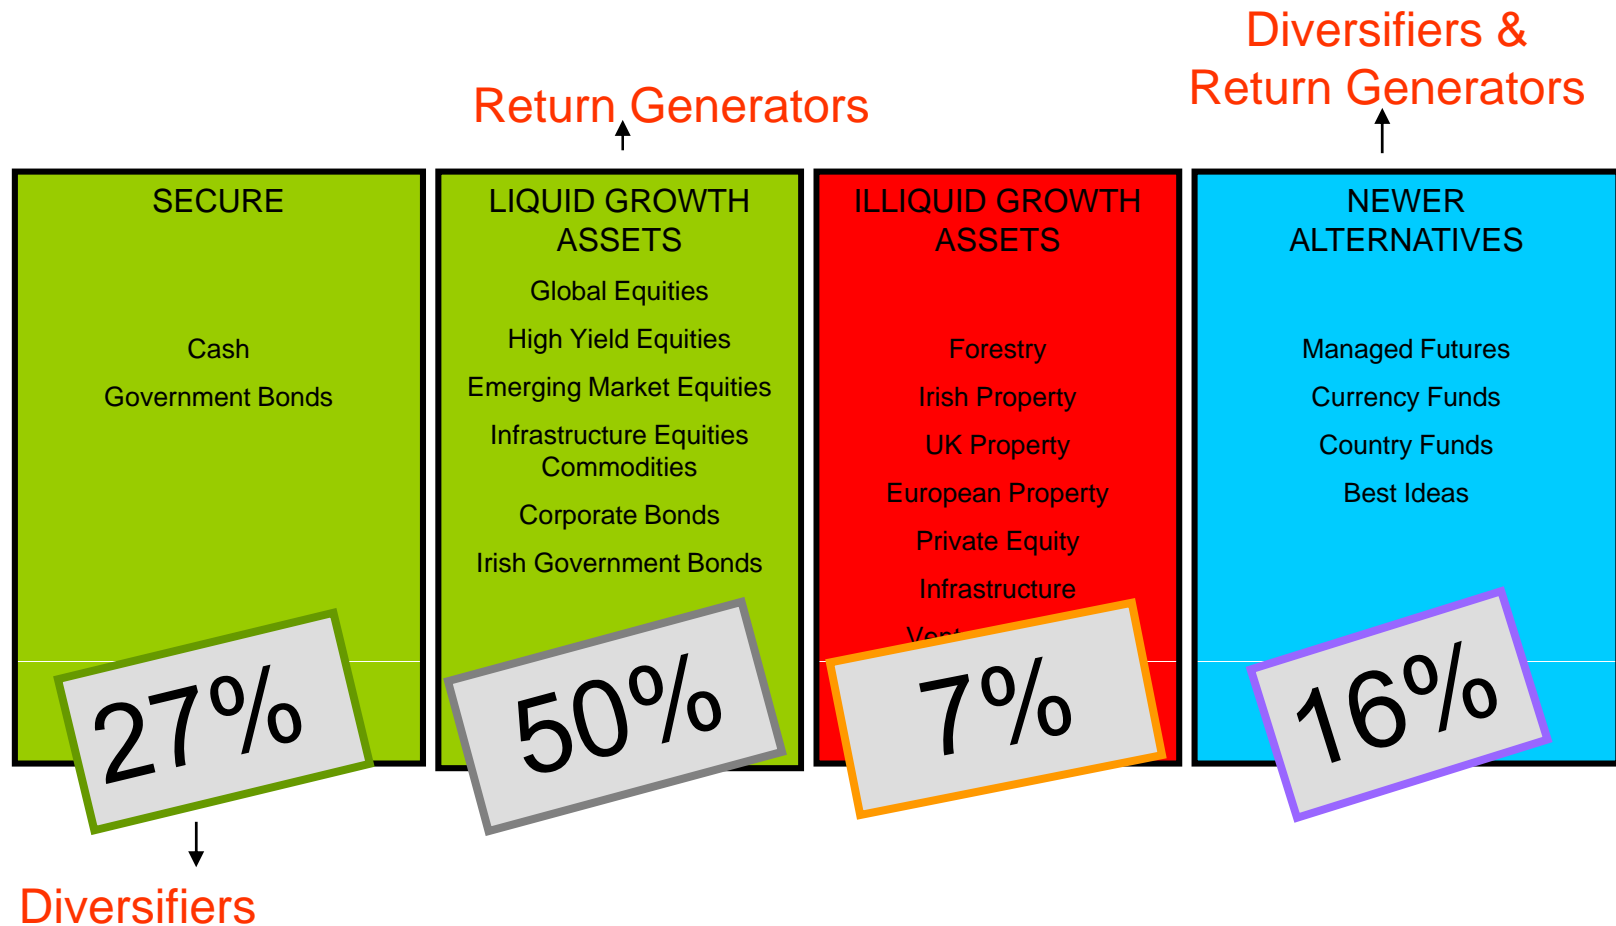 Diversifiers &
Return Generators
Return Generators
SECURE
Cash
Government Bonds
27%
Diversifiers
LIQUID GROWTH
ASSETS
Global Equities
High Yield Equities
Emerging Market Equities
Infrastructure Equities
Commodities
Corporate Bonds
Irish Government Bonds
50%
ILLIQUID GROWTH
ASSETS
Forestry
Irish Property
UK Property
European Property
Private Equity
Infrastructure
7%
NEWER
ALTERNATIVES
Managed Futures
Currency Funds
Country Funds
Best Ideas
16%